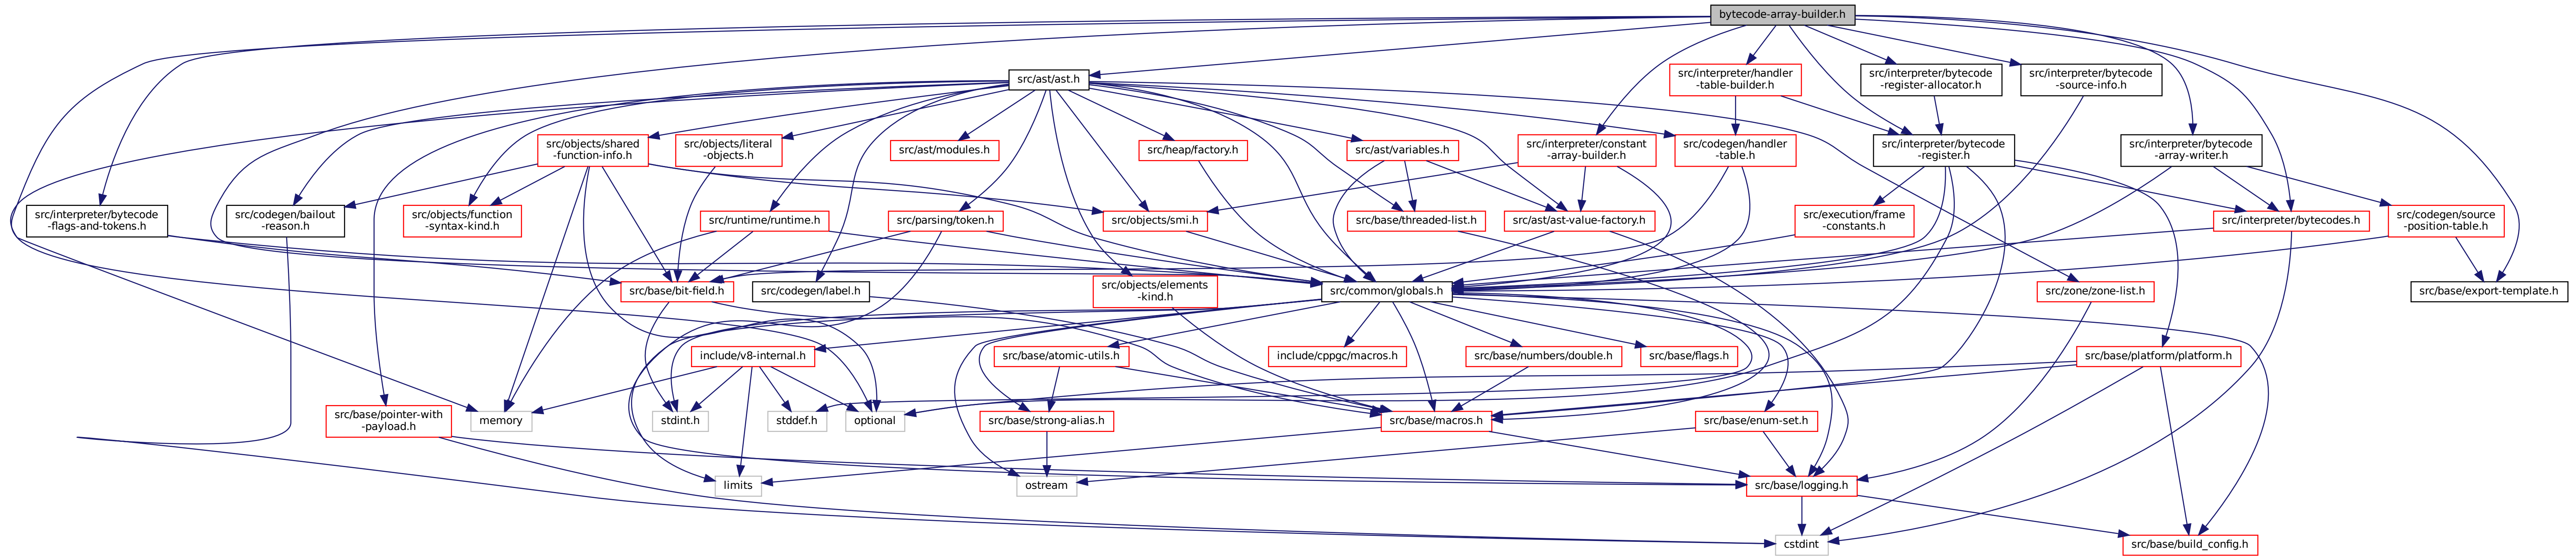 bytecode-array-builder.h
src/ast/ast.h
src/interpreter/handler
-table-builder.h
src/interpreter/bytecode
-register-allocator.h
src/interpreter/bytecode
-source-info.h
src/objects/shared
-function-info.h
src/objects/literal
-objects.h
src/ast/modules.h
src/heap/factory.h
src/ast/variables.h
src/interpreter/constant
-array-builder.h
src/codegen/handler
-table.h
src/interpreter/bytecode
-register.h
src/interpreter/bytecode
-array-writer.h
src/interpreter/bytecode
-flags-and-tokens.h
src/codegen/bailout
-reason.h
src/objects/function
-syntax-kind.h
src/runtime/runtime.h
src/parsing/token.h
src/objects/smi.h
src/base/threaded-list.h
src/ast/ast-value-factory.h
src/execution/frame
-constants.h
src/interpreter/bytecodes.h
src/codegen/source
-position-table.h
src/base/bit-field.h
src/codegen/label.h
src/objects/elements
-kind.h
src/common/globals.h
src/zone/zone-list.h
src/base/export-template.h
include/v8-internal.h
src/base/atomic-utils.h
include/cppgc/macros.h
src/base/numbers/double.h
src/base/flags.h
src/base/platform/platform.h
src/base/pointer-with
-payload.h
memory
stdint.h
stddef.h
optional
src/base/strong-alias.h
src/base/macros.h
src/base/enum-set.h
limits
ostream
src/base/logging.h
cstdint
src/base/build_config.h